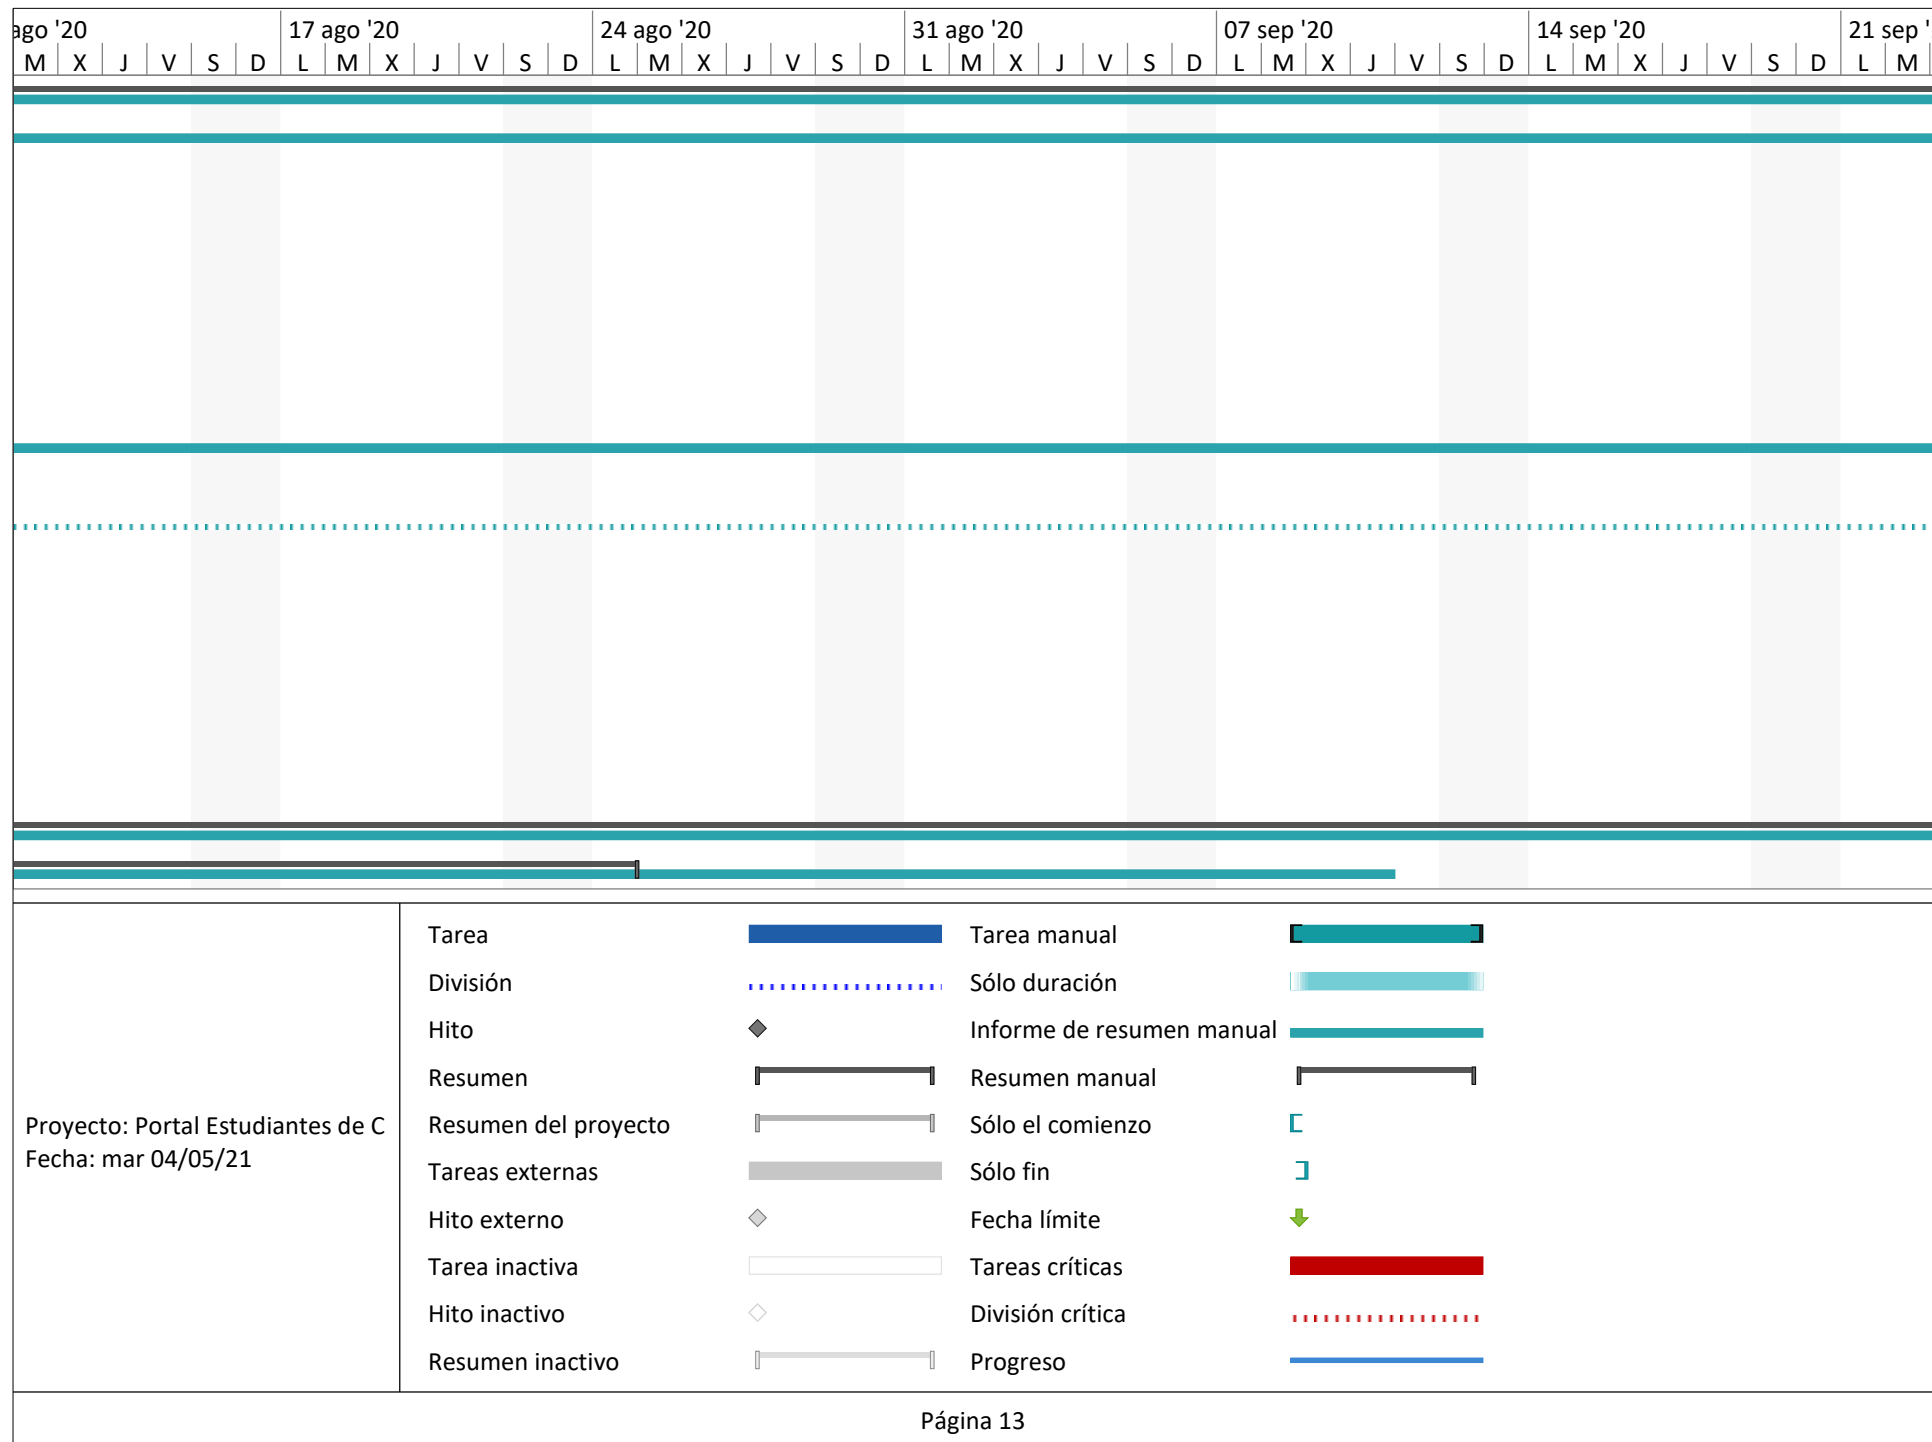 ago '20 17 ago '20 24 ago '20 31 ago '20 07 sep '20 14 sep '20 21 sep '
M X J V S D L M X J V S D L M X J V S D L M X J V S D L M X J V S D L M X J V S D L M
Tarea Tarea manual
División Sólo duración
Hito Informe de resumen manual
Resumen Resumen manual
Resumen del proyecto Sólo el comienzo
Proyecto: Portal Estudiantes de C
Fecha: mar 04/05/21
Tareas externas Sólo fin
Hito externo Fecha límite
Tarea inactiva Tareas críticas
Hito inactivo División crítica
Resumen inactivo Progreso
Página 13